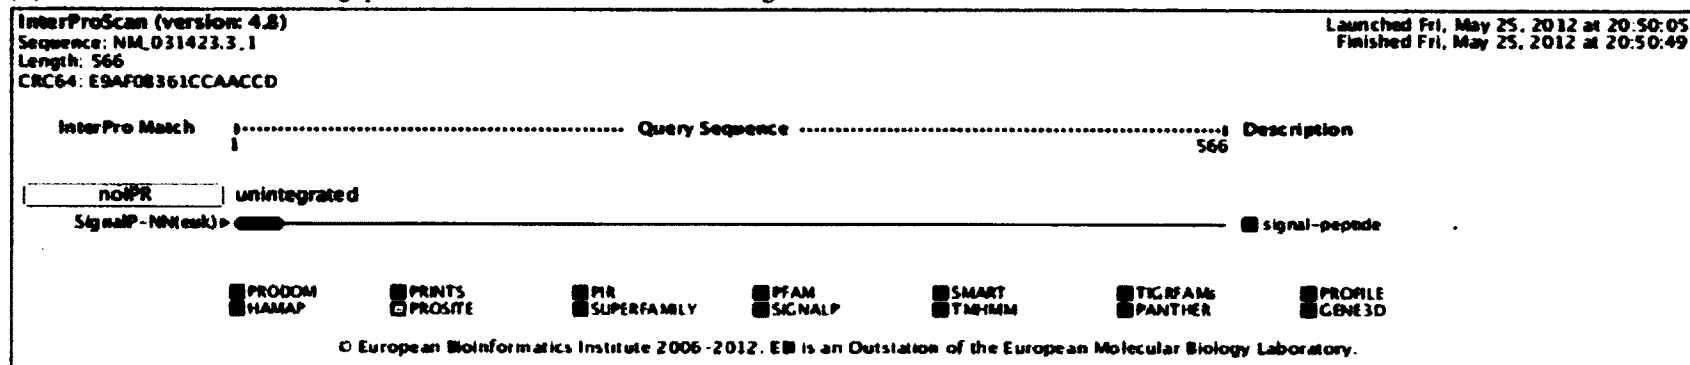 InterProScan (version: 4.8)
Launched Fri, May 25, 2012 at 20:50:05
Sequence: NM_031423.3_1
Finished Fri, May 25, 2012 at 20:50:49
Length: 566
CRC64: E9AF0B361CCAACCD
InterPro Match Query Sequence Description
1 566
noIPR unintegrated
SignalP-NN(euk) signal-peptide
PRODOM PRINTS PIR PFAM SMART TIGRFAMs PROFILE
HAMAP PROSITE SUPERFAMILY SIGNALP TMHMM PANTHER GENE3D
© European Bioinformatics Institute 2006-2012. EBI is an Outstation of the European Molecular Biology Laboratory.